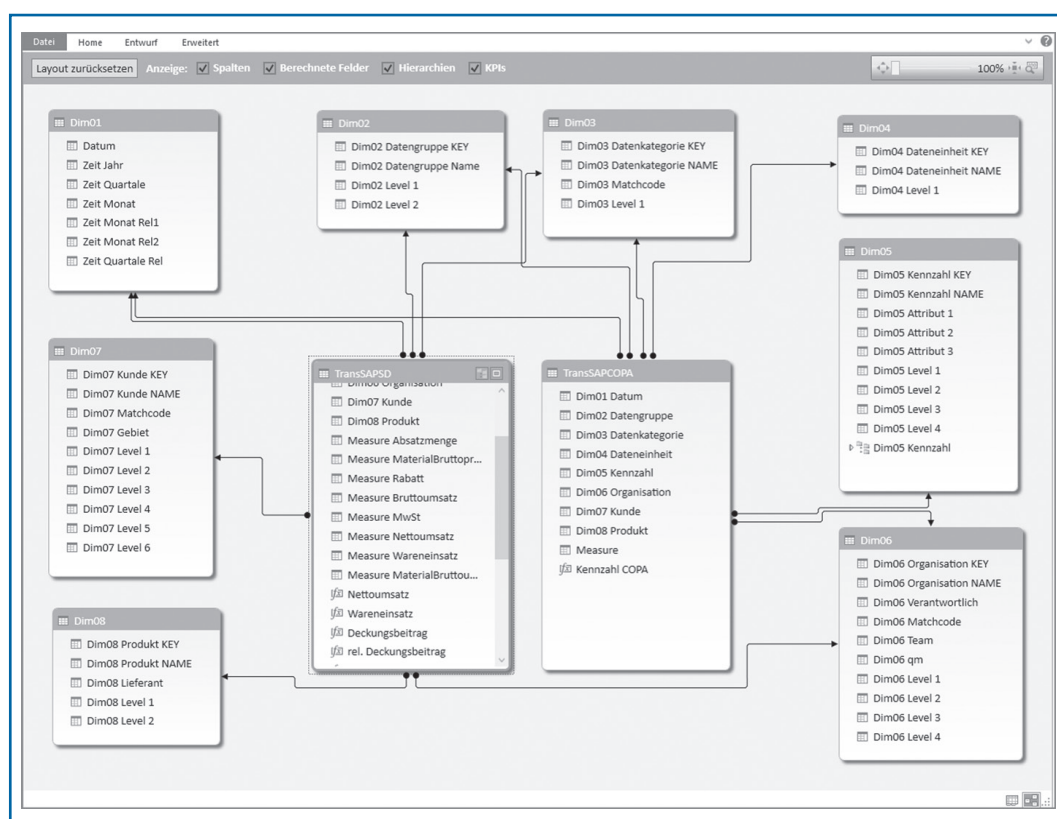 Datei Home Entwurf Erweitert
Layout zurücksetzen Anzeige: Spalten Berechnete Felder Hierarchien KPIs
100%
Dim01
Datum
Zeit Jahr
Zeit Quartale
Zeit Monat
Zeit Monat Rel1
Zeit Monat Rel2
Zeit Quartale Rel
Dim02
Dim02 Datengruppe KEY
Dim02 Datengruppe Name
Dim02 Level 1
Dim02 Level 2
Dim03
Dim03 Datenkategorie KEY
Dim03 Datenkategorie NAME
Dim03 Matchcode
Dim03 Level 1
Dim04
Dim04 Dateneinheit KEY
Dim04 Dateneinheit NAME
Dim04 Level 1
Dim05
Dim05 Kennzahl KEY
Dim05 Kennzahl NAME
Dim05 Attribut 1
Dim05 Attribut 2
Dim05 Attribut 3
Dim05 Level 1
Dim05 Level 2
Dim05 Level 3
Dim05 Level 4
Dim05 Kennzahl
Dim07
Dim07 Kunde KEY
Dim07 Kunde NAME
Dim07 Matchcode
Dim07 Gebiet
Dim07 Level 1
Dim07 Level 2
Dim07 Level 3
Dim07 Level 4
Dim07 Level 5
Dim07 Level 6
TransSAPSD
Dim06 Organisation
Dim07 Kunde
Dim08 Produkt
Measure Absatzmenge
Measure MaterialBruttopr...
Measure Rabatt
Measure Bruttoumsatz
Measure MwSt
Measure Nettoumsatz
Measure Wareneinsatz
Measure MaterialBruttou...
Nettoumsatz
Wareneinsatz
Deckungsbeitrag
rel. Deckungsbeitrag
TransSAPCOPA
Dim01 Datum
Dim02 Datengruppe
Dim03 Datenkategorie
Dim04 Dateneinheit
Dim05 Kennzahl
Dim06 Organisation
Dim07 Kunde
Dim08 Produkt
Measure
Kennzahl COPA
Dim06
Dim06 Organisation KEY
Dim06 Organisation NAME
Dim06 Verantwortlich
Dim06 Matchcode
Dim06 Team
Dim06 qm
Dim06 Level 1
Dim06 Level 2
Dim06 Level 3
Dim06 Level 4
Dim08
Dim08 Produkt KEY
Dim08 Produkt NAME
Dim08 Lieferant
Dim08 Level 1
Dim08 Level 2